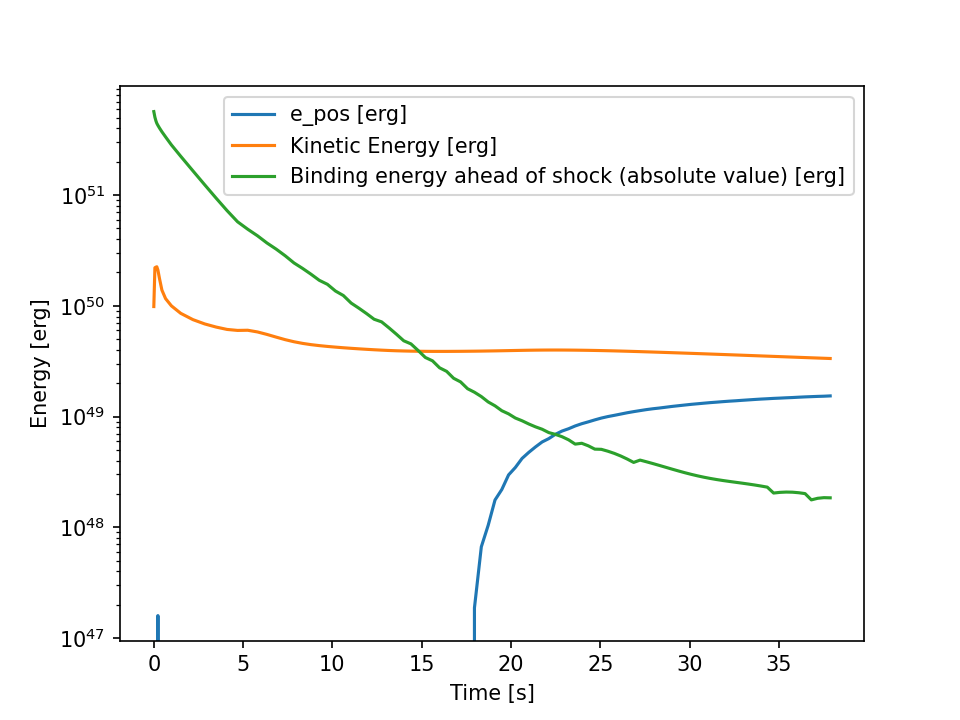 e_pos [erg]
Kinetic Energy [erg]
Binding energy ahead of shock (absolute value) [erg]
Energy [erg]
10^51
10^50
10^49
10^48
10^47
0 5 10 15 20 25 30 35
Time [s]